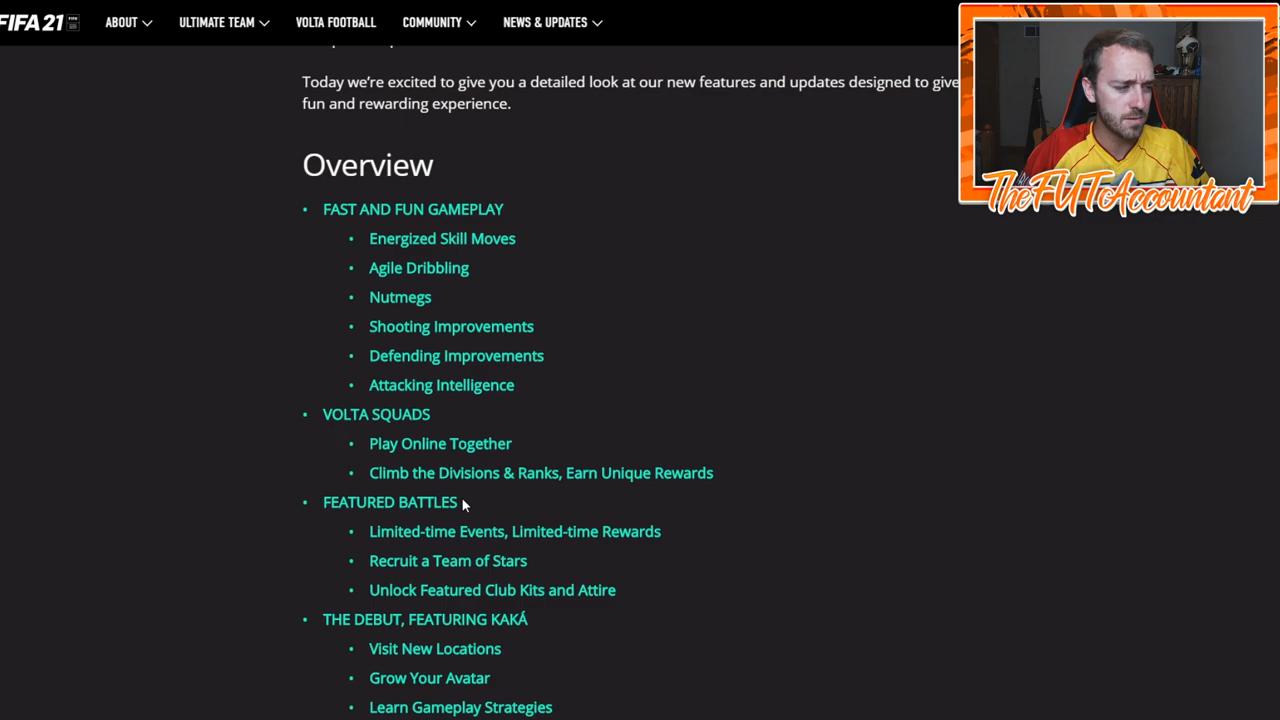 FIFA 21
ABOUT
ULTIMATE TEAM
VOLTA FOOTBALL
COMMUNITY
NEWS & UPDATES
Today we're excited to give you a detailed look at our new features and updates designed to give
fun and rewarding experience.
Overview
• FAST AND FUN GAMEPLAY
• Energized Skill Moves
• Agile Dribbling
• Nutmegs
• Shooting Improvements
• Defending Improvements
• Attacking Intelligence
• VOLTA SQUADS
• Play Online Together
• Climb the Divisions & Ranks, Earn Unique Rewards
• FEATURED BATTLES
• Limited-time Events, Limited-time Rewards
• Recruit a Team of Stars
• Unlock Featured Club Kits and Attire
• THE DEBUT, FEATURING KAKÁ
• Visit New Locations
• Grow Your Avatar
• Learn Gameplay Strategies
TheFUTAccountant